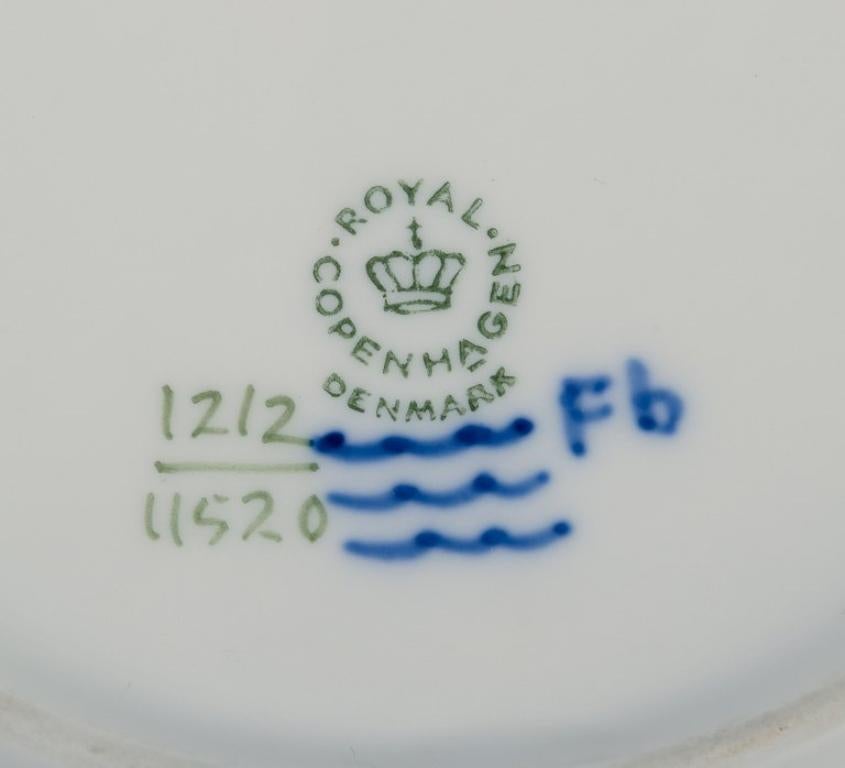 ROYAL
COPENHAGEN
DENMARK
1212
11520
Fb